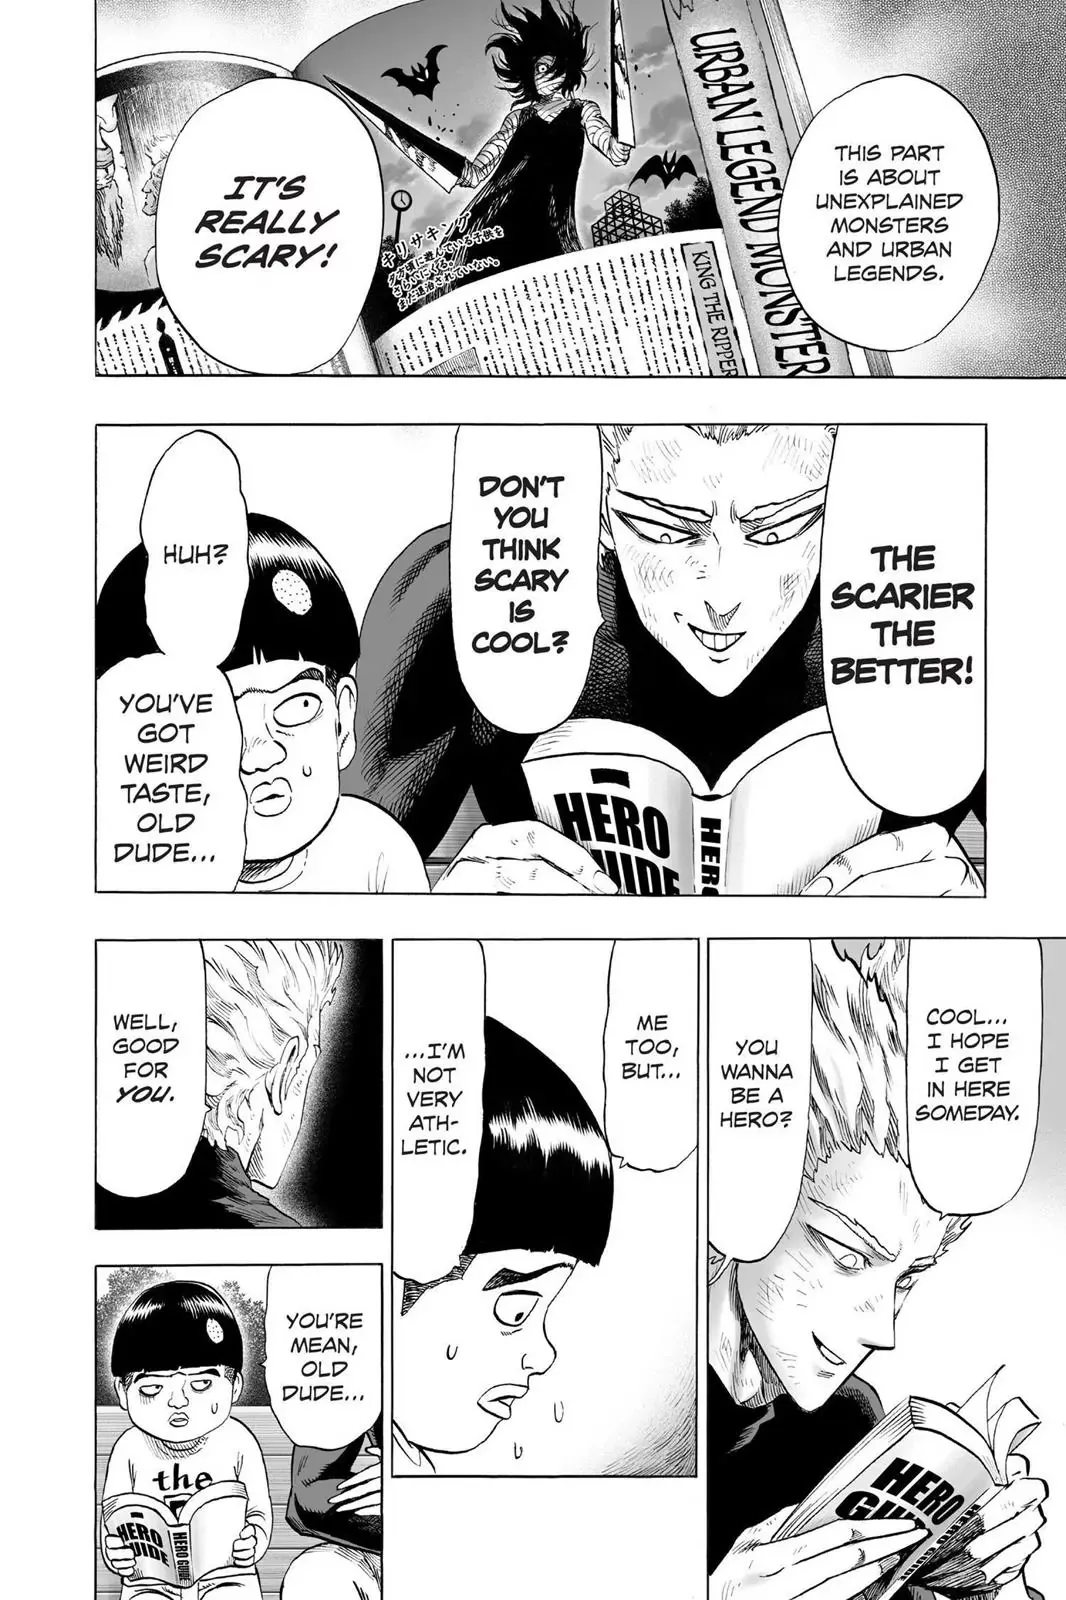 THIS PART
IS ABOUT
UNEXPLAINED
MONSTERS
AND URBAN
LEGENDS.
URBAN LEGEND MONSTER
KING THE RIPPER
キリサキング
IT'S
REALLY
SCARY!
THE
SCARIER
THE
BETTER!
DON'T
YOU
THINK
SCARY
IS
COOL?
HUH?
YOU'VE
GOT
WEIRD
TASTE,
OLD
DUDE...
HERO
GUIDE
HERO
COOL...
I HOPE
I GET
IN HERE
SOMEDAY.
YOU
WANNA
BE A
HERO?
HERO
GUIDE
HERO GUIDE
ME
TOO,
BUT...
...I'M
NOT
VERY
ATH-
LETIC.
WELL,
GOOD
FOR
YOU.
YOU'RE
MEAN,
OLD
DUDE...
the
HERO
GUIDE
HERO GUIDE